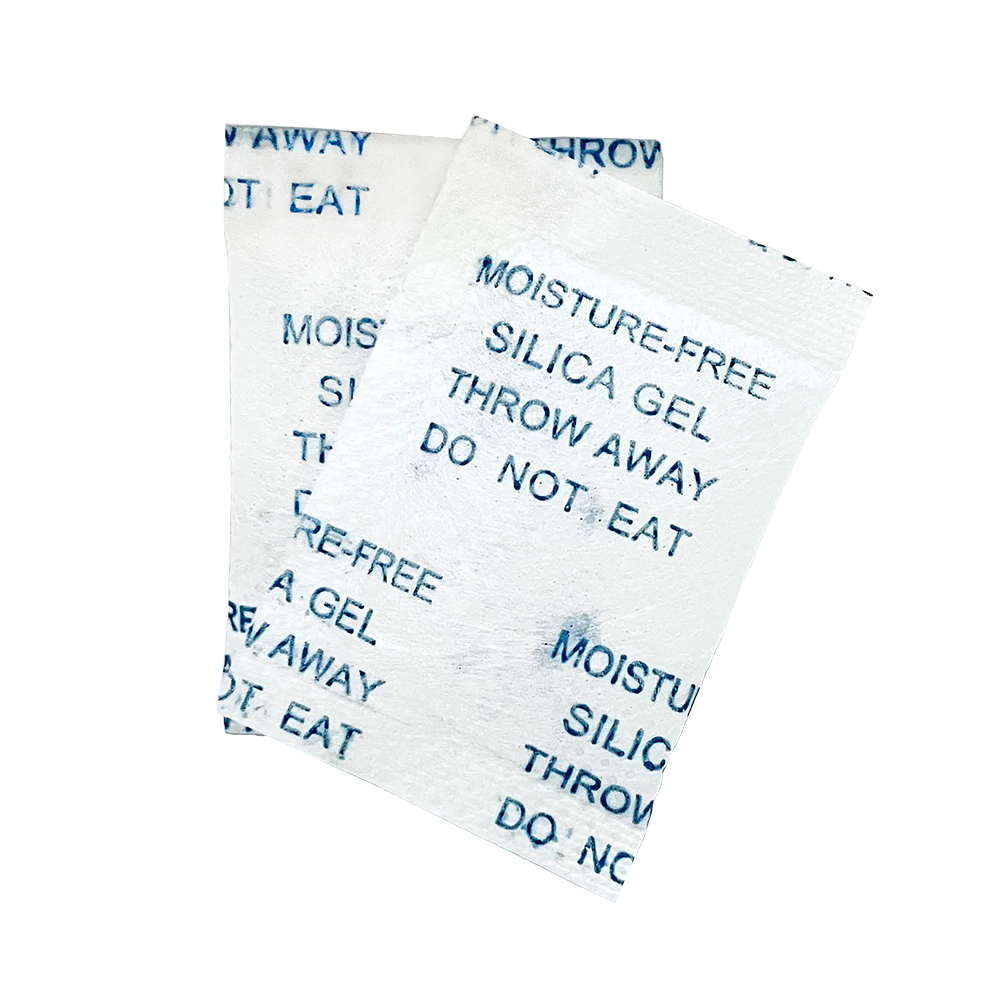 AWAY
THROW
EAT
MOISTURE-FREE
SILICA GEL
THROW AWAY
DO NOT EAT
RE-FREE
A GEL
AWAY
EAT
MOISTU
SILIC
THROW
DO NO